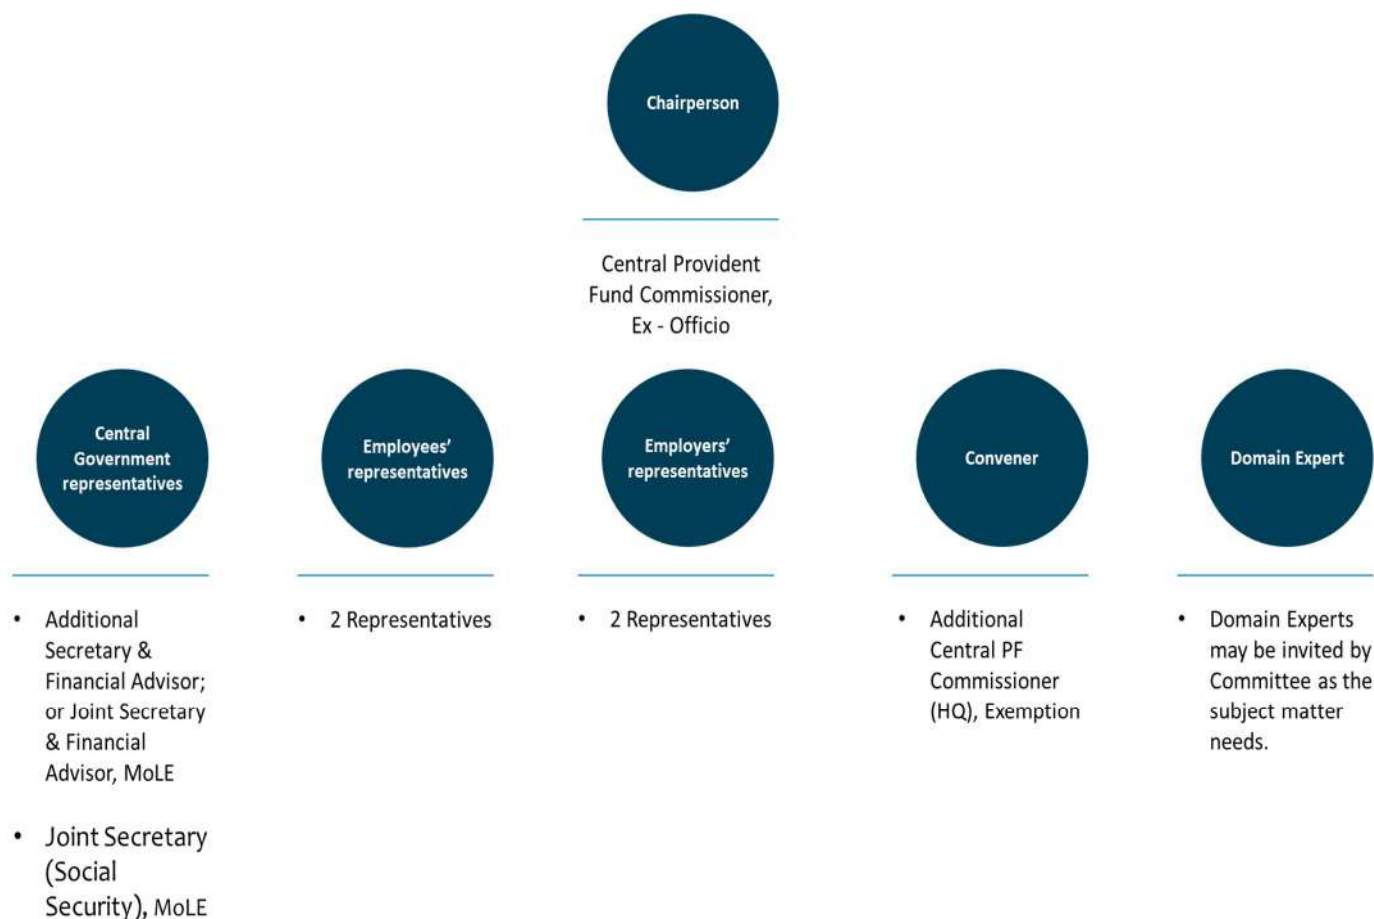 Chairperson
Central Provident
Fund Commissioner,
Ex - Officio
Central
Government
representatives
• Additional
Secretary &
Financial Advisor;
or Joint Secretary
& Financial
Advisor, MoLE
• Joint Secretary
(Social
Security), MoLE
Employees’
representatives
• 2 Representatives
Employers’
representatives
• 2 Representatives
Convener
• Additional
Central PF
Commissioner
(HQ), Exemption
Domain Expert
• Domain Experts
may be invited by
Committee as the
subject matter
needs.